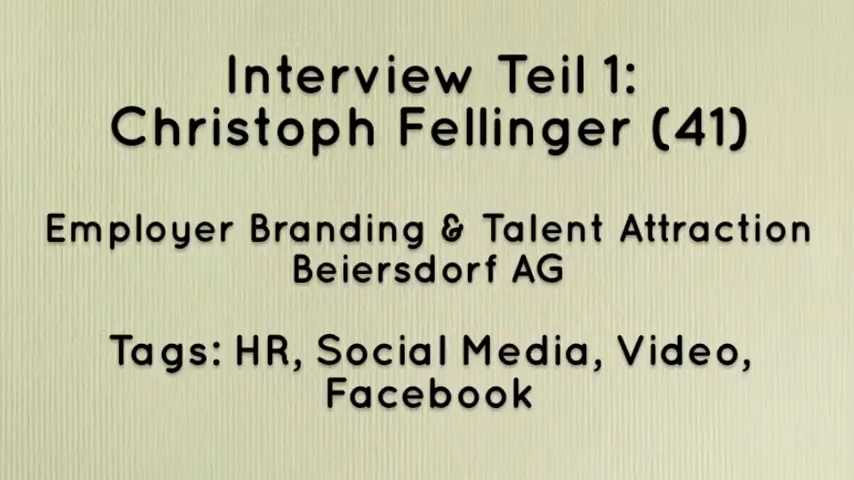 Interview Teil 1:
Christoph Fellinger (41)
Employer Branding & Talent Attraction
Beiersdorf AG
Tags: HR, Social Media, Video,
Facebook